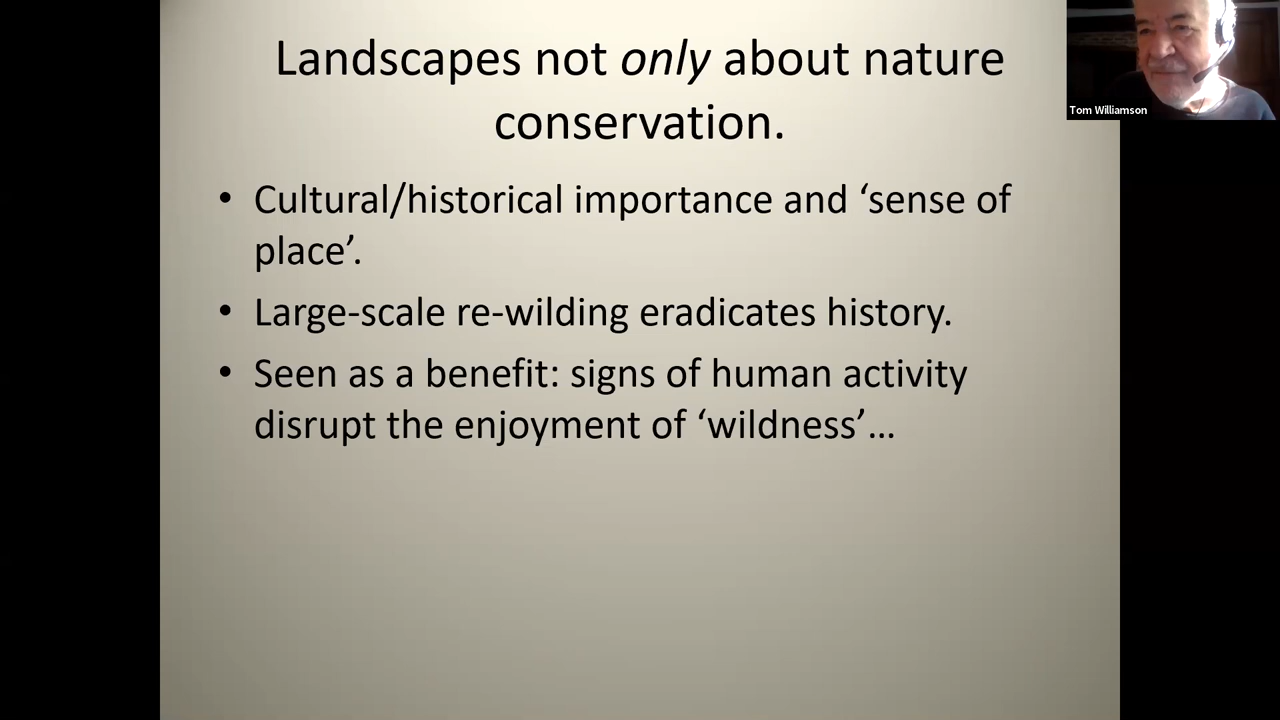 Landscapes not only about nature
conservation.
Tom Williamson
• Cultural/historical importance and ‘sense of
place’.
• Large-scale re-wilding eradicates history.
• Seen as a benefit: signs of human activity
disrupt the enjoyment of ‘wildness’…